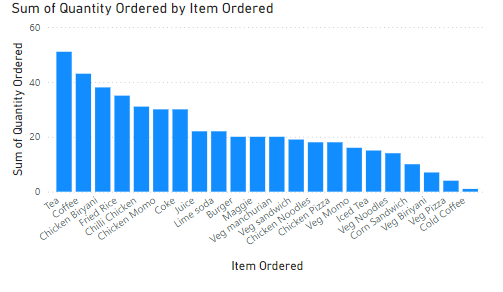 Sum of Quantity Ordered by Item Ordered
60
40
20
0
Sum of Quantity Ordered
Tea
Coffee
Chicken Biryani
Fried Rice
Chilli Chicken
Chicken Momo
Coke
Juice
Lime soda
Burger
Maggie
Veg manchurian
Veg sandwich
Chicken Noodles
Chicken Pizza
Veg Momo
Iced Tea
Veg Noodles
Corn Sandwich
Veg Biriyani
Veg Pizza
Cold Coffee
Item Ordered